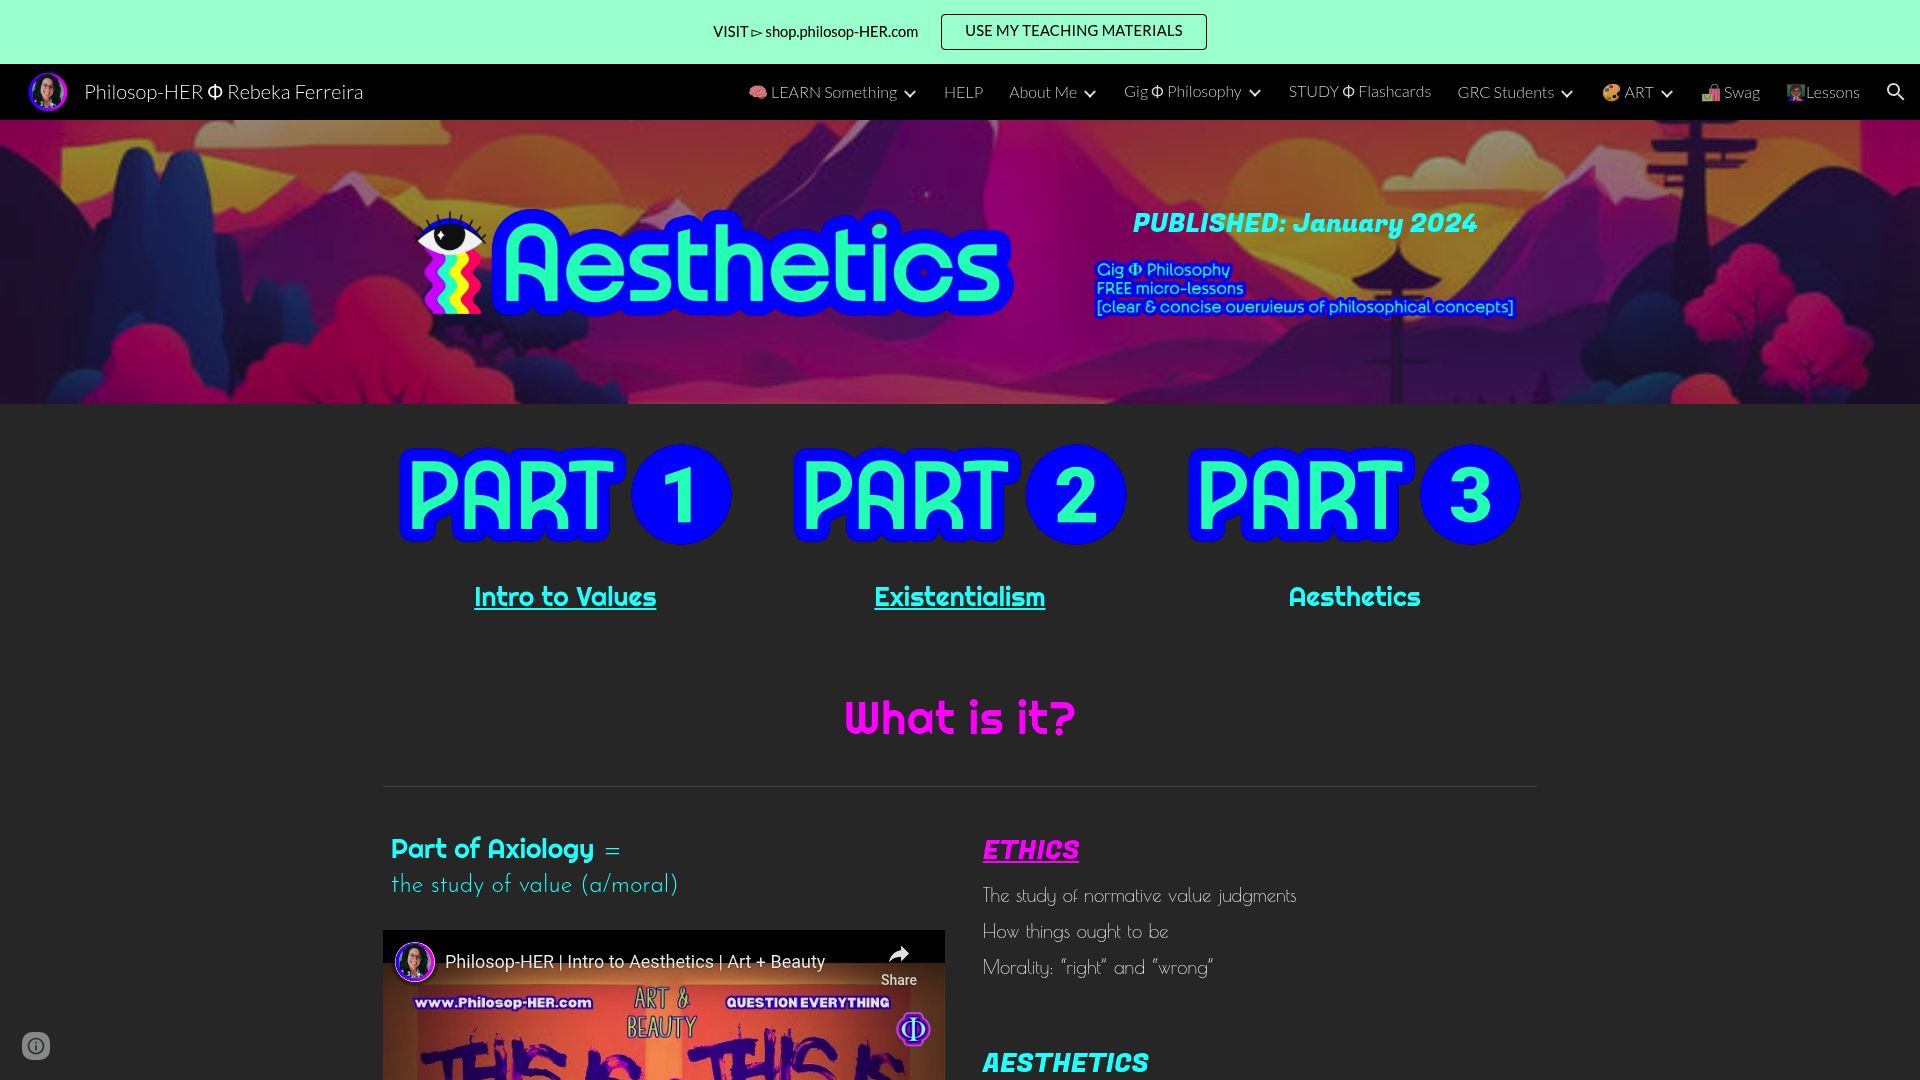 VISIT ▻ shop.philosop-HER.com
USE MY TEACHING MATERIALS
Philosop-HER Ⲫ Rebeka Ferreira
🧠 LEARN Something
HELP
About Me
Gig Ⲫ Philosophy
STUDY Ⲫ Flashcards
GRC Students
🎨 ART
🛍️ Swag
👩🏽‍🏫Lessons
Aesthetics
PUBLISHED: January 2024
Gig Φ Philosophy
FREE micro-lessons
[clear & concise overviews of philosophical concepts]
PART 1
PART 2
PART 3
Intro to Values
Existentialism
Aesthetics
What is it?
Part of Axiology =
the study of value (a/moral)
Philosop-HER | Intro to Aesthetics | Art + Beauty
Share
www.Philosop-HER.com
ART &
BEAUTY
QUESTION EVERYTHING
Φ
THIS IS
THIS IS
ETHICS
The study of normative value judgments
How things ought to be
Morality: “right” and “wrong”
AESTHETICS